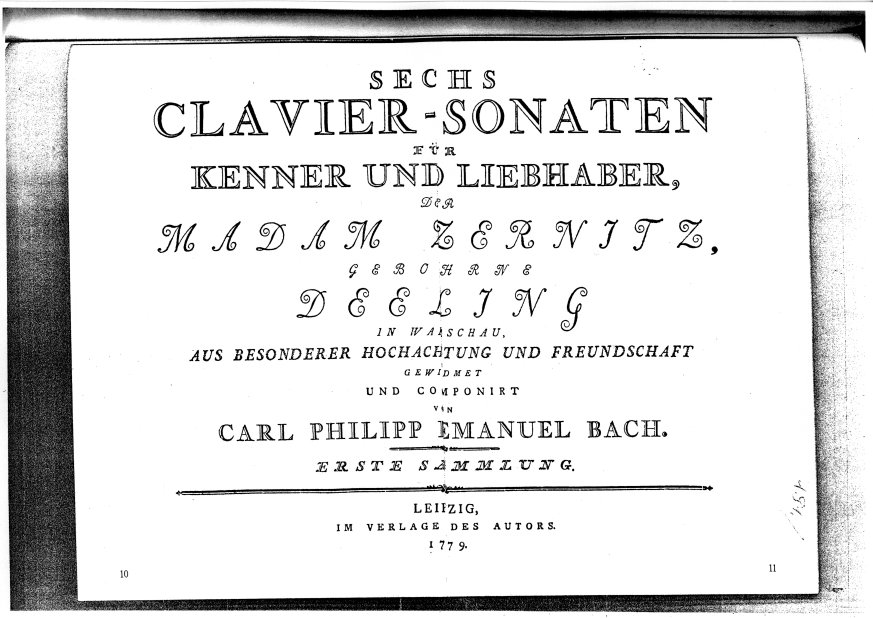 SECHS
CLAVIER-SONATEN
FÜR
KENNER UND LIEBHABER,
DER
MADAM ZERNITZ,
GEBOHRNE
DEELING
IN WARSCHAU,
AUS BESONDERER HOCHACHTUNG UND FREUNDSCHAFT
GEWIDMET
UND COMPONIRT
VON
CARL PHILIPP EMANUEL BACH.
ERSTE SAMMLUNG.
LEIPZIG,
IM VERLAGE DES AUTORS.
1779.
10
11